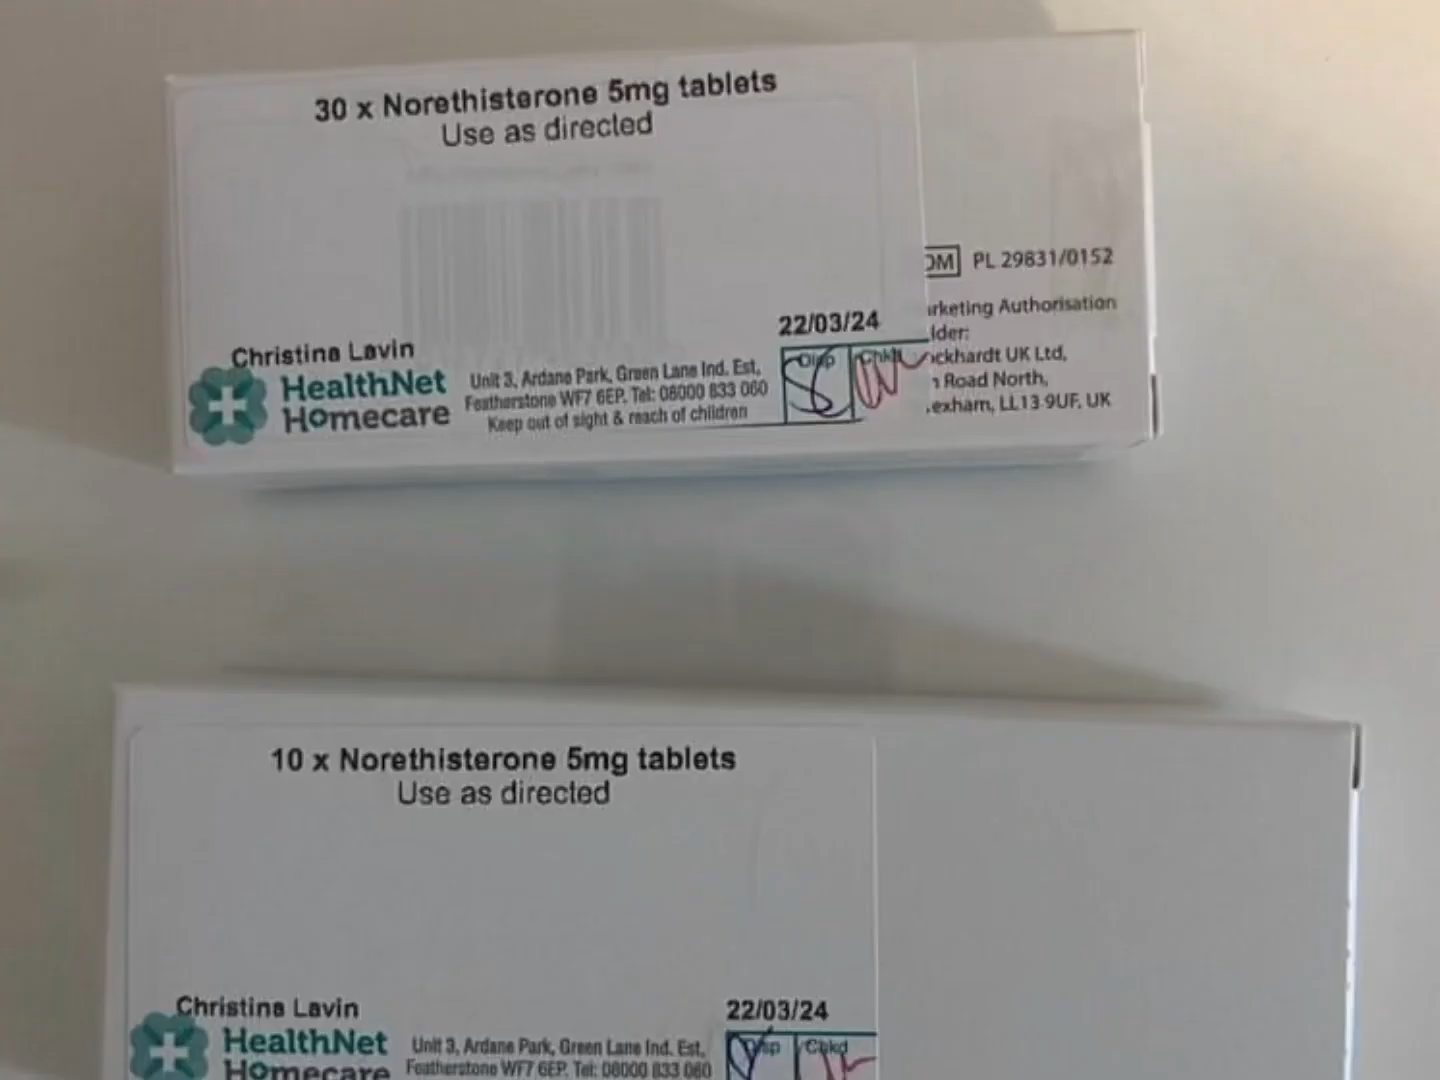 30 x Norethisterone 5mg tablets
Use as directed
PL 29831/0152
22/03/24
Christina Lavin
HealthNet
Homecare
Unit 3, Ardane Park, Green Lane Ind. Est,
Featherstone WF7 6EP. Tel: 08000 833 060
Keep out of sight & reach of children
Disp
Chkd
Marketing Authorisation
UK Ltd,
Road North,
LL13 9UF, UK
10 x Norethisterone 5mg tablets
Use as directed
Christina Lavin
22/03/24
HealthNet
Homecare
Unit 3, Ardane Park, Green Lane Ind. Est,
Featherstone WF7 6EP. Tel: 08000 833 060
Disp
Chkd